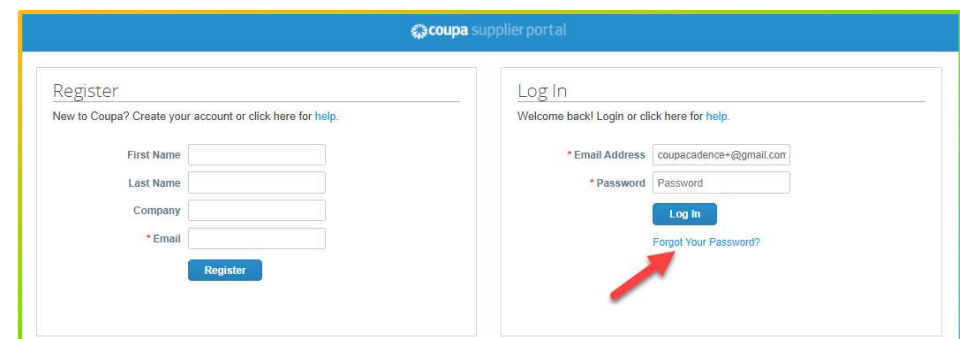 coupa supplier portal
Register
New to Coupa? Create your account or click here for help.
First Name
Last Name
Company
* Email
Register
Log In
Welcome back! Login or click here for help.
* Email Address coupacadence+@gmail.com
* Password Password
Log In
Forgot Your Password?